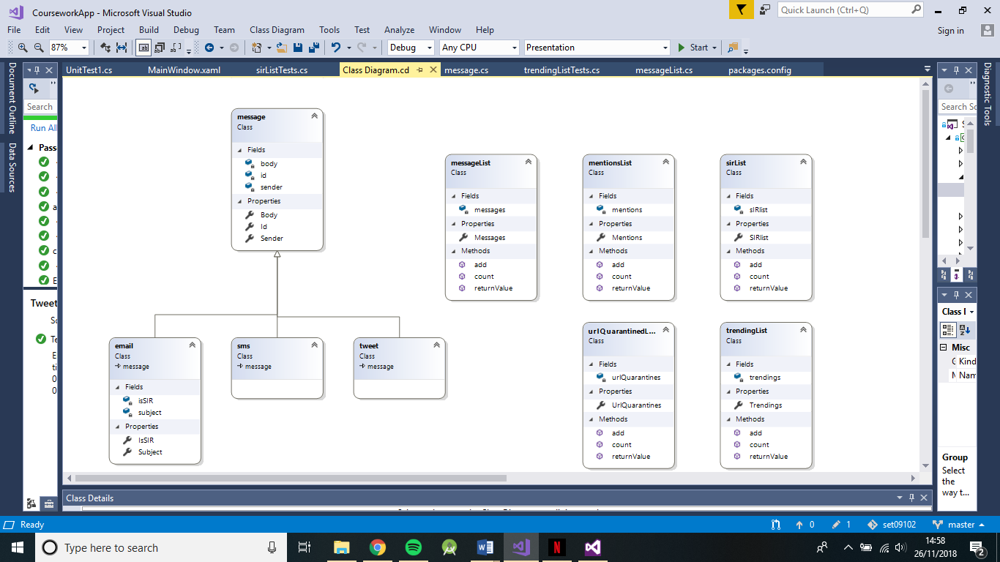 CourseworkApp - Microsoft Visual Studio
Quick Launch (Ctrl+Q)
File Edit View Project Build Debug Team Class Diagram Tools Test Analyze Window Help
Sign in
87% Debug Any CPU Presentation Start
UnitTest1.cs MainWindow.xaml sirListTests.cs Class Diagram.cd message.cs trendingListTests.cs messageList.cs packages.config
Document Outline
Data Sources
Search
Run All
Pass
a
c
E
Tweet
So
Te
E
ti
0
0
message
Class
Fields
body
id
sender
Properties
Body
Id
Sender
messageList
Class
Fields
messages
Properties
Messages
Methods
add
count
returnValue
mentionsList
Class
Fields
mentions
Properties
Mentions
Methods
add
count
returnValue
sirList
Class
Fields
sIRlist
Properties
SIRlist
Methods
add
count
returnValue
email
Class
message
Fields
isSIR
subject
Properties
IsSIR
Subject
sms
Class
message
tweet
Class
message
urlQuarantinedL...
Class
Fields
urlQuarantines
Properties
UrlQuarantines
Methods
add
count
returnValue
trendingList
Class
Fields
trendings
Properties
Trendings
Methods
add
count
returnValue
Search So
Diagnostic Tools
Class
Misc
Kind
Nam
Group
Select
the
way t...
Class Details
Ready
0 1 set09102 master
Type here to search
14:58
26/11/2018
2